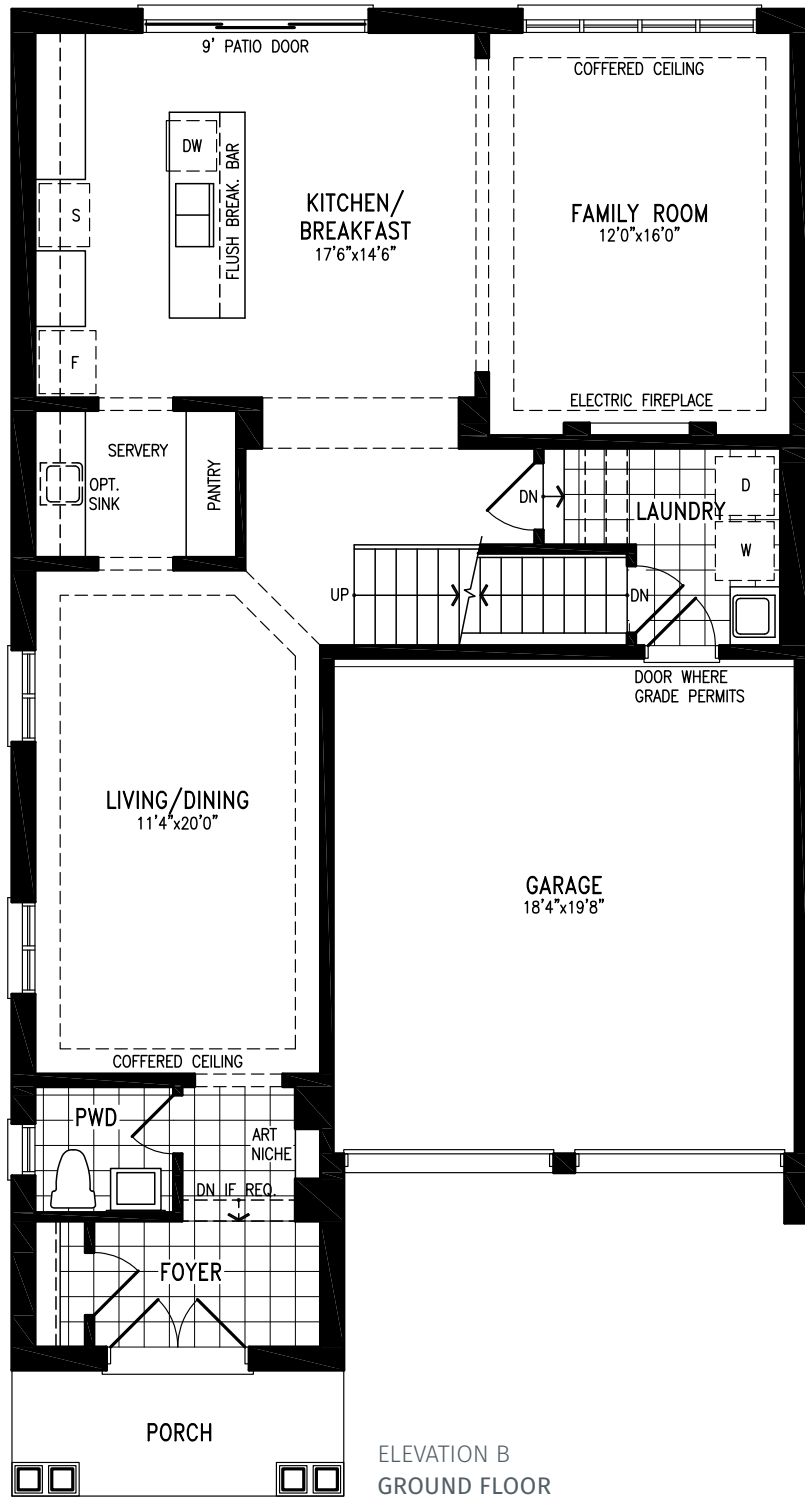 9' PATIO DOOR
COFFERED CEILING
DW
FLUSH BREAK. BAR
S
KITCHEN/
BREAKFAST
17'6"x14'6"
FAMILY ROOM
12'0"x16'0"
F
ELECTRIC FIREPLACE
SERVERY
OPT.
SINK
PANTRY
DN
LAUNDRY
D
W
UP
DN
DOOR WHERE
GRADE PERMITS
LIVING/DINING
11'4"x20'0"
GARAGE
18'4"x19'8"
COFFERED CEILING
PWD
ART
NICHE
DN IF REQ.
FOYER
PORCH
ELEVATION B
GROUND FLOOR